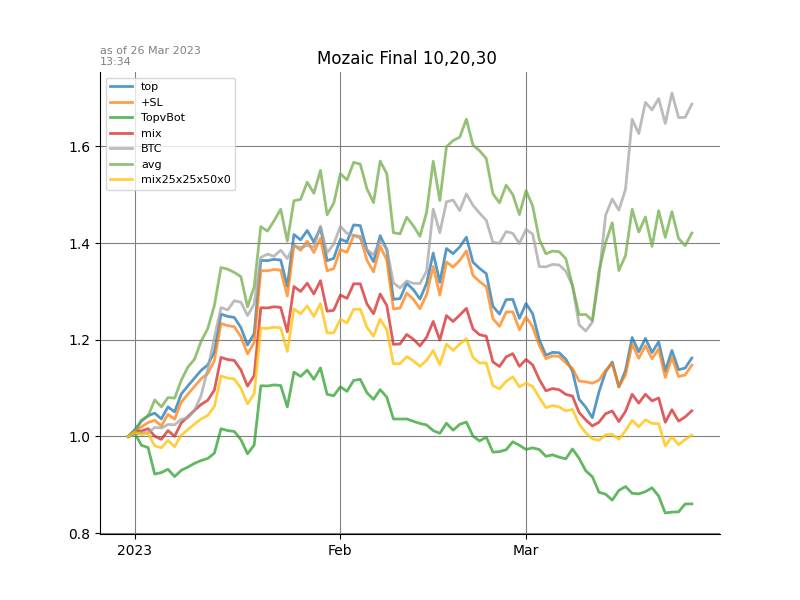 as of 26 Mar 2023
13:34
Mozaic Final 10,20,30
top
+SL
TopvBot
mix
BTC
avg
mix25x25x50x0
1.6
1.4
1.2
1.0
0.8
2023
Feb
Mar